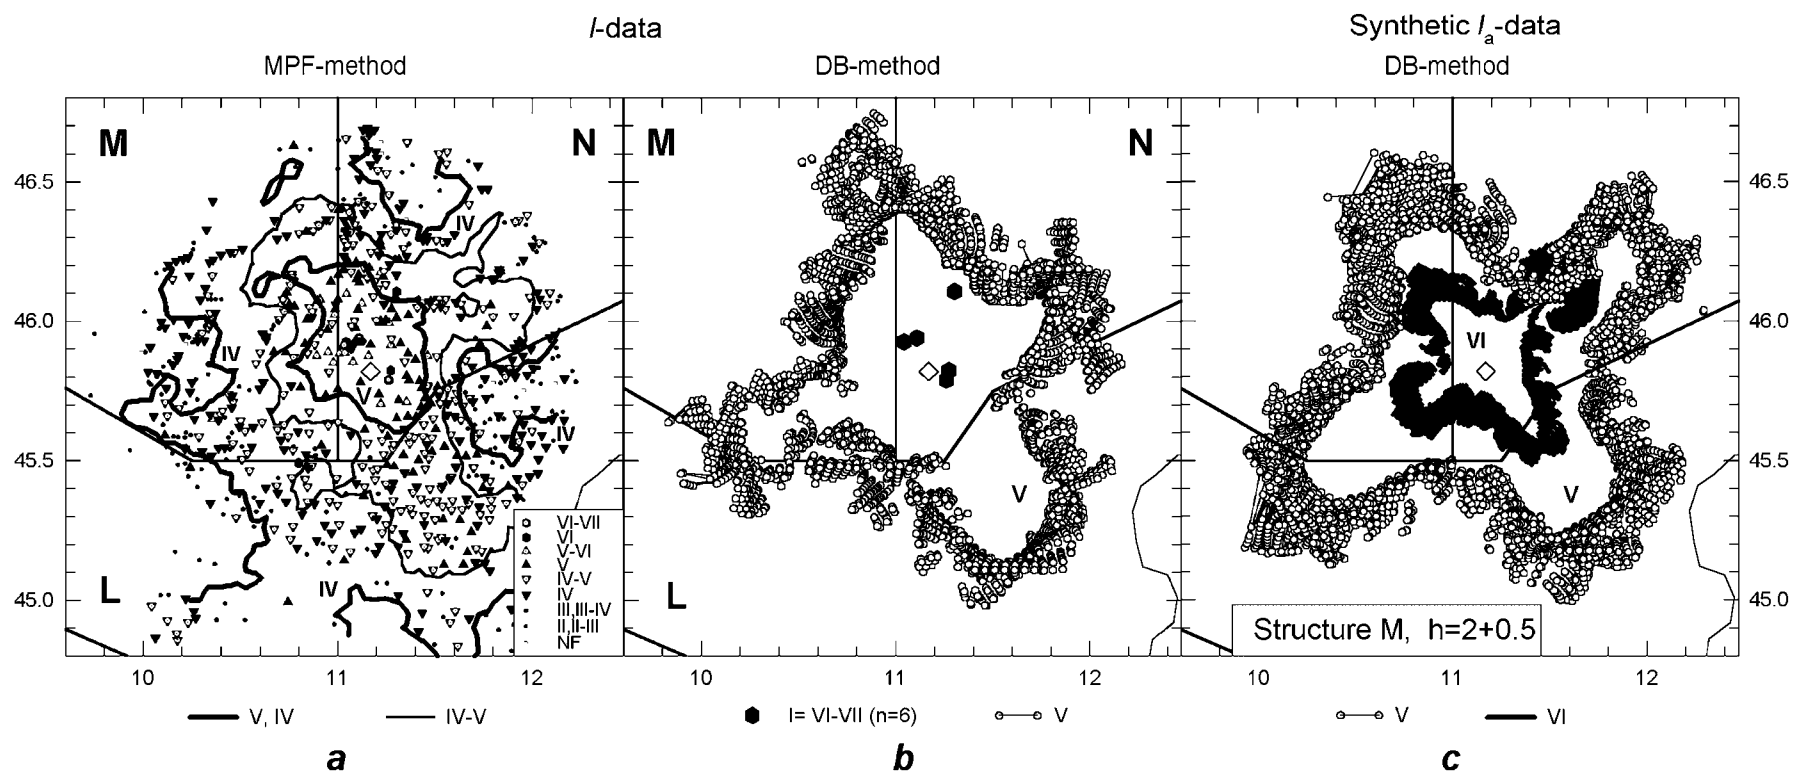 I-data
Synthetic Ia-data
MPF-method
DB-method
DB-method
M
N
M
N
46.5
46.5
IV
46.0
46.0
IV
VI
V
IV
45.5
45.5
V
V
VI-VII
VI
V-VI
V
IV-V
IV
III,III-IV
II,II-III
NF
L
IV
L
45.0
45.0
Structure M, h=2+0.5
10 11 12
10 11 12
10 11 12
V, IV
IV-V
I= VI-VII (n=6)
V
V
VI
a
b
c